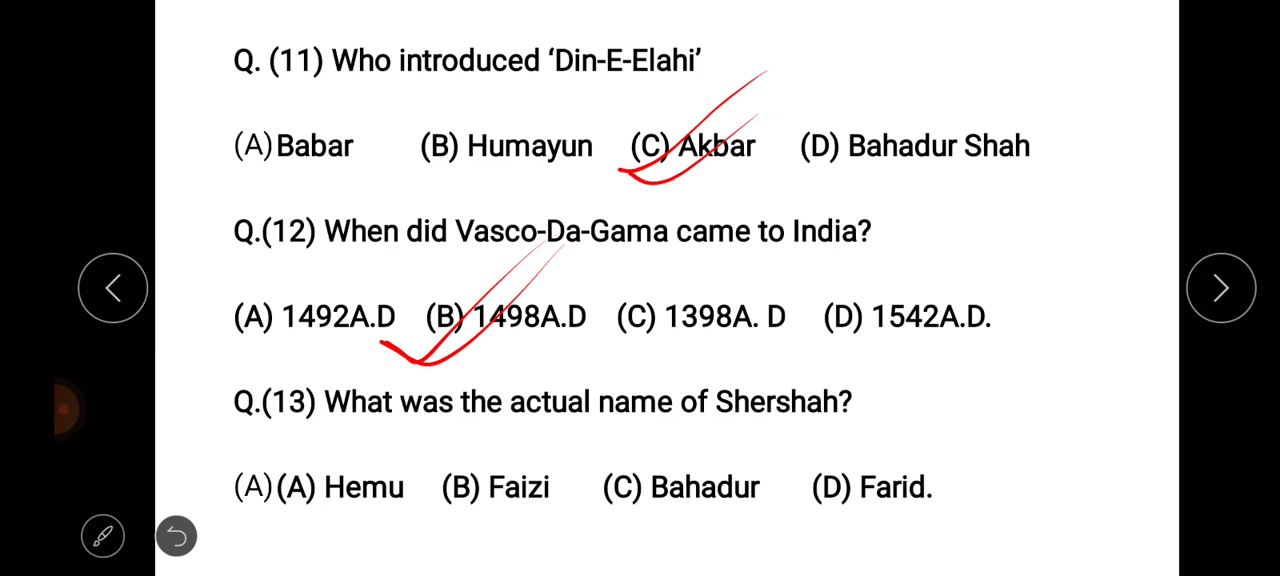 Q. (11) Who introduced ‘Din-E-Elahi’
(A) Babar (B) Humayun (C) Akbar (D) Bahadur Shah
Q.(12) When did Vasco-Da-Gama came to India?
(A) 1492A.D (B) 1498A.D (C) 1398A. D (D) 1542A.D.
Q.(13) What was the actual name of Shershah?
(A) (A) Hemu (B) Faizi (C) Bahadur (D) Farid.